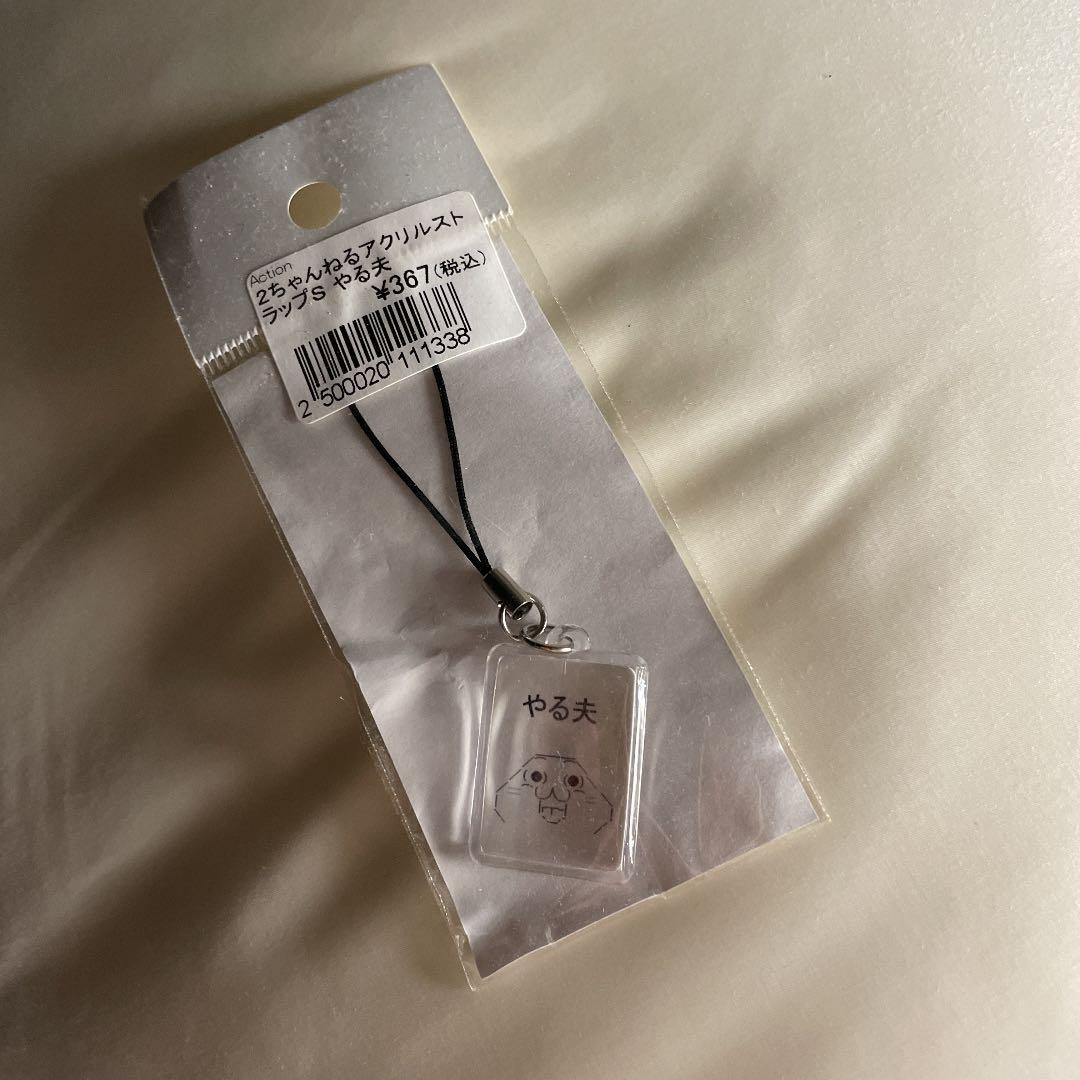 Action
2ちゃんねるアクリルスト
ラップS やる夫
¥367(税込)
2 500020 111338
やる夫